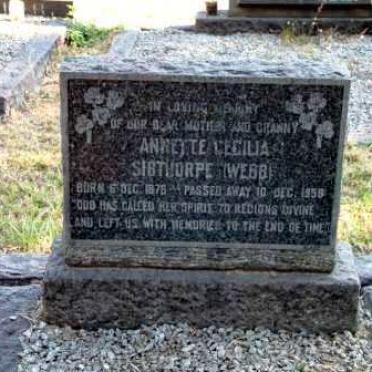 IN LOVING MEMORY
OF OUR DEAR MOTHER AND GRANNY
ANNETTE CECILIA
SIBTHORPE (WEBB)
BORN 6 DEC. 1878 — PASSED AWAY 10 DEC. 1958
"GOD HAS CALLED HER SPIRIT TO REGIONS DIVINE
AND LEFT US WITH MEMORIES TO THE END OF TIME"